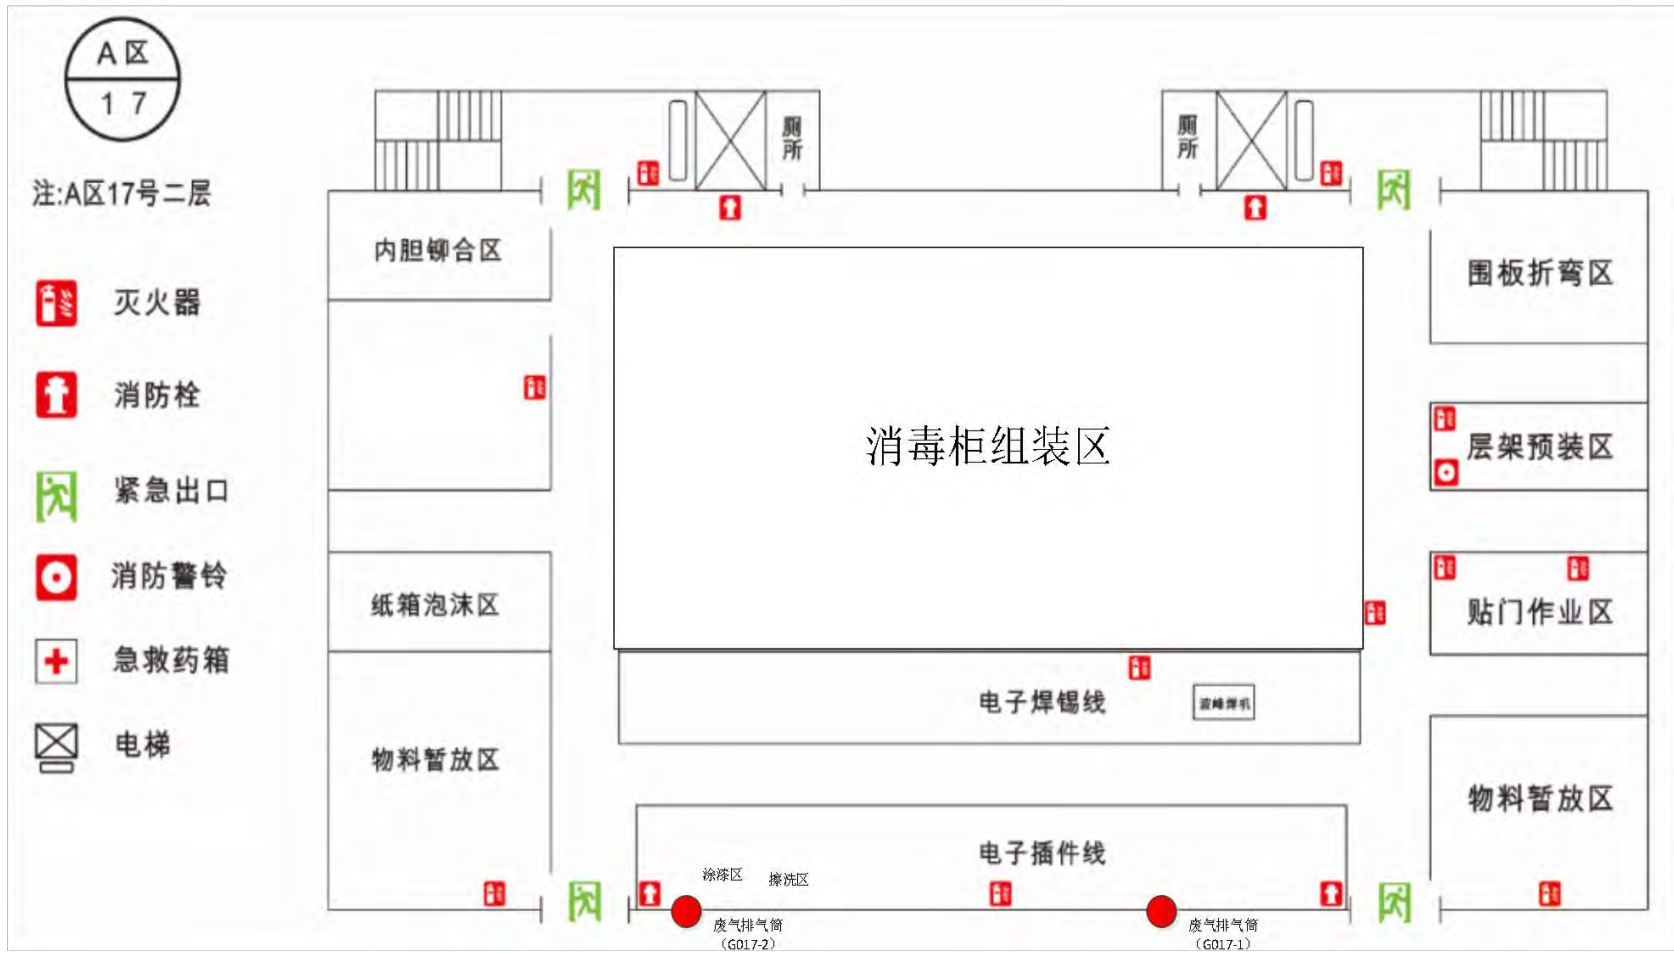 A区
17
注:A区17号二层
灭火器
消防栓
紧急出口
消防警铃
急救药箱
电梯
厕所
厕所
内胆铆合区
围板折弯区
消毒柜组装区
层架预装区
纸箱泡沫区
贴门作业区
电子焊锡线
波峰焊机
物料暂放区
物料暂放区
电子插件线
涂漆区
擦洗区
废气排气筒
（G017-2）
废气排气筒
（G017-1）